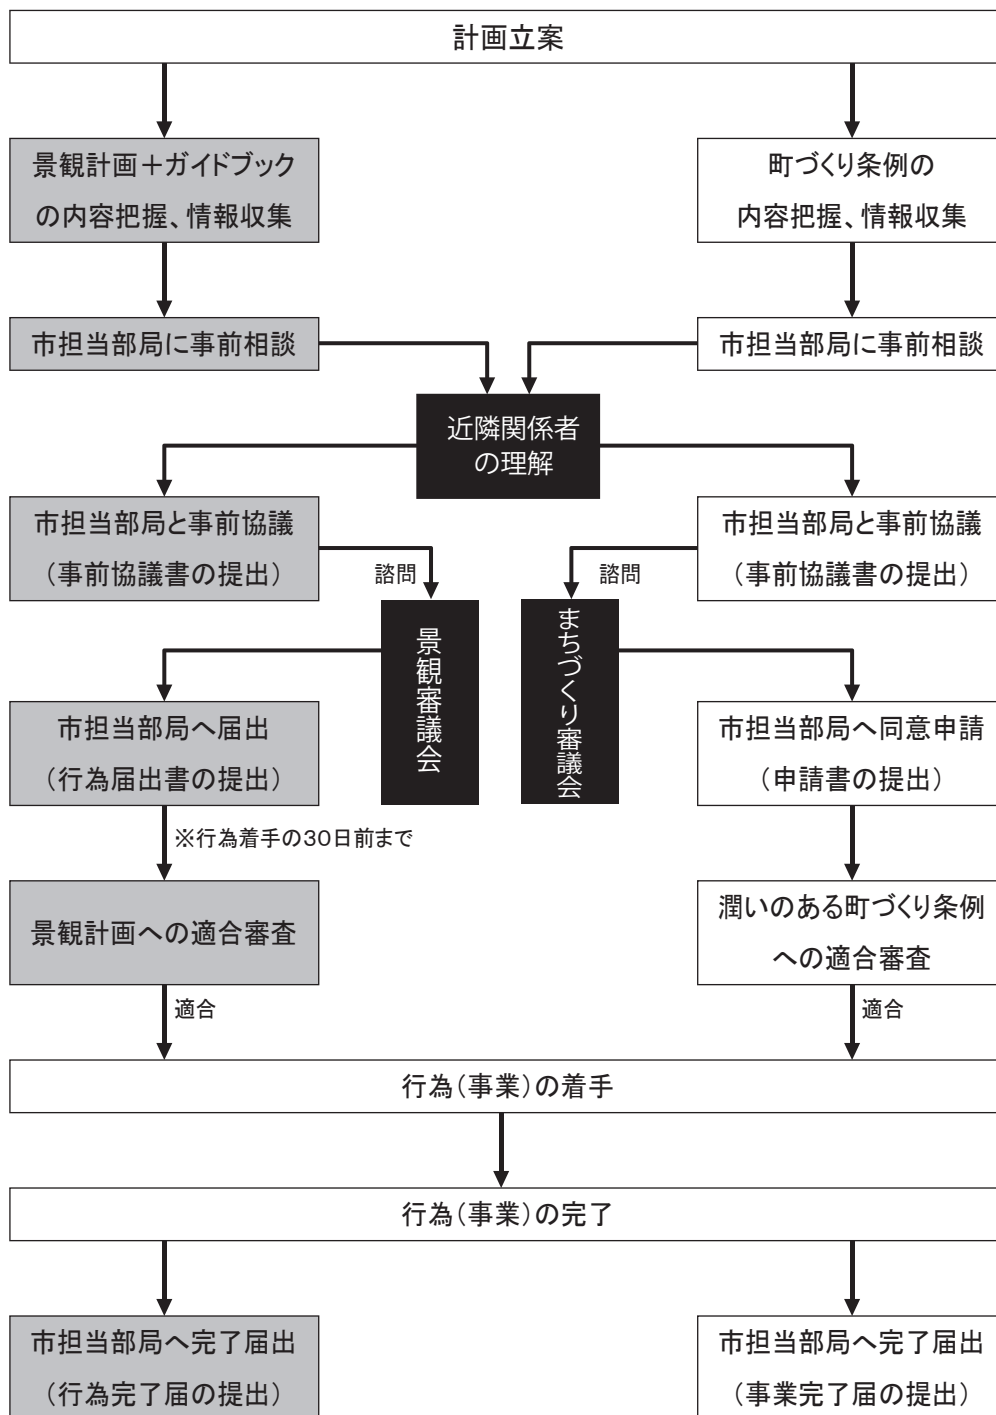 計画立案
景観計画＋ガイドブック
の内容把握、情報収集
町づくり条例の
内容把握、情報収集
市担当部局に事前相談
市担当部局に事前相談
近隣関係者
の理解
市担当部局と事前協議
（事前協議書の提出）
市担当部局と事前協議
（事前協議書の提出）
諮問
諮問
景観審議会
まちづくり審議会
市担当部局へ届出
（行為届出書の提出）
市担当部局へ同意申請
（申請書の提出）
※行為着手の30日前まで
景観計画への適合審査
潤いのある町づくり条例
への適合審査
適合
適合
行為（事業）の着手
行為（事業）の完了
市担当部局へ完了届出
（行為完了届の提出）
市担当部局へ完了届出
（事業完了届の提出）